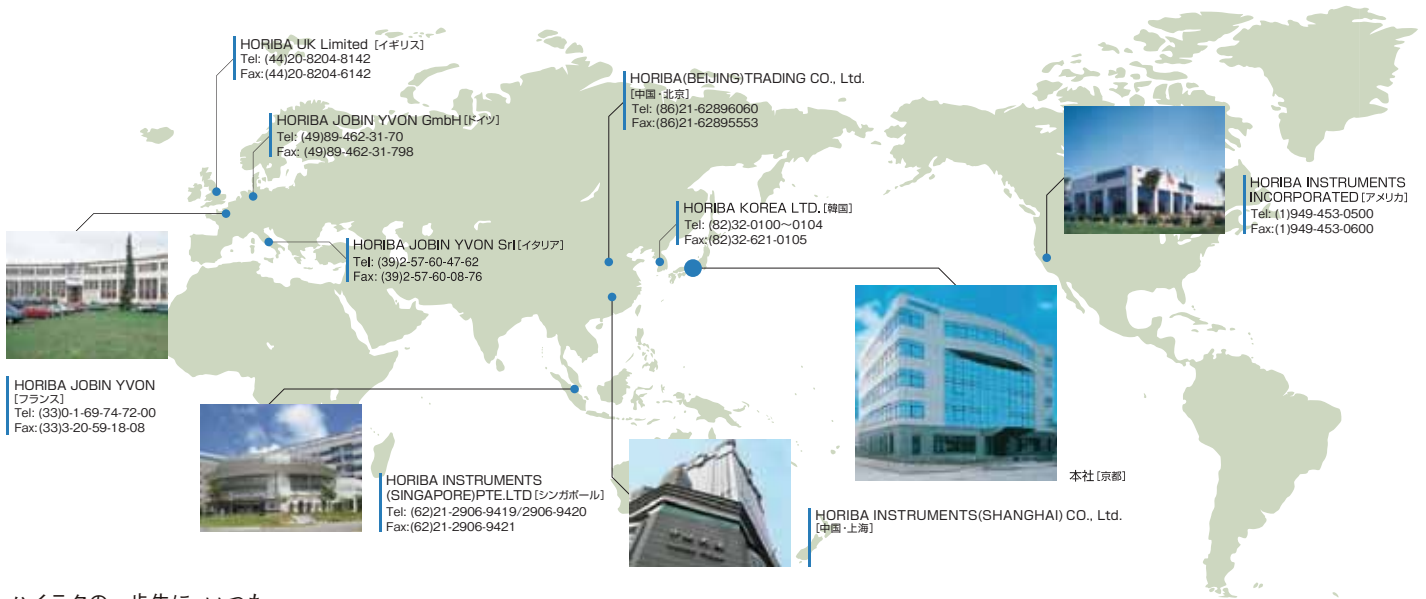 HORIBA UK Limited [イギリス]
Tel: (44)20-8204-8142
Fax:(44)20-8204-6142
HORIBA JOBIN YVON GmbH[ドイツ]
Tel: (49)89-462-31-70
Fax: (49)89-462-31-798
HORIBA(BEIJING)TRADING CO., Ltd.
[中国・北京]
Tel: (86)21-62896060
Fax:(86)21-62895553
HORIBA INSTRUMENTS
INCORPORATED[アメリカ]
Tel: (1)949-453-0500
Fax:(1)949-453-0600
HORIBA KOREA LTD.[韓国]
Tel: (82)32-0100〜0104
Fax:(82)32-621-0105
HORIBA JOBIN YVON Srl[イタリア]
Tel: (39)2-57-60-47-62
Fax: (39)2-57-60-08-76
HORIBA JOBIN YVON
[フランス]
Tel: (33)0-1-69-74-72-00
Fax:(33)3-20-59-18-08
HORIBA INSTRUMENTS
(SINGAPORE)PTE.LTD[シンガポール]
Tel: (62)21-2906-9419/2906-9420
Fax:(62)21-2906-9421
本社[京都]
HORIBA INSTRUMENTS(SHANGHAI) CO., Ltd.
[中国・上海]